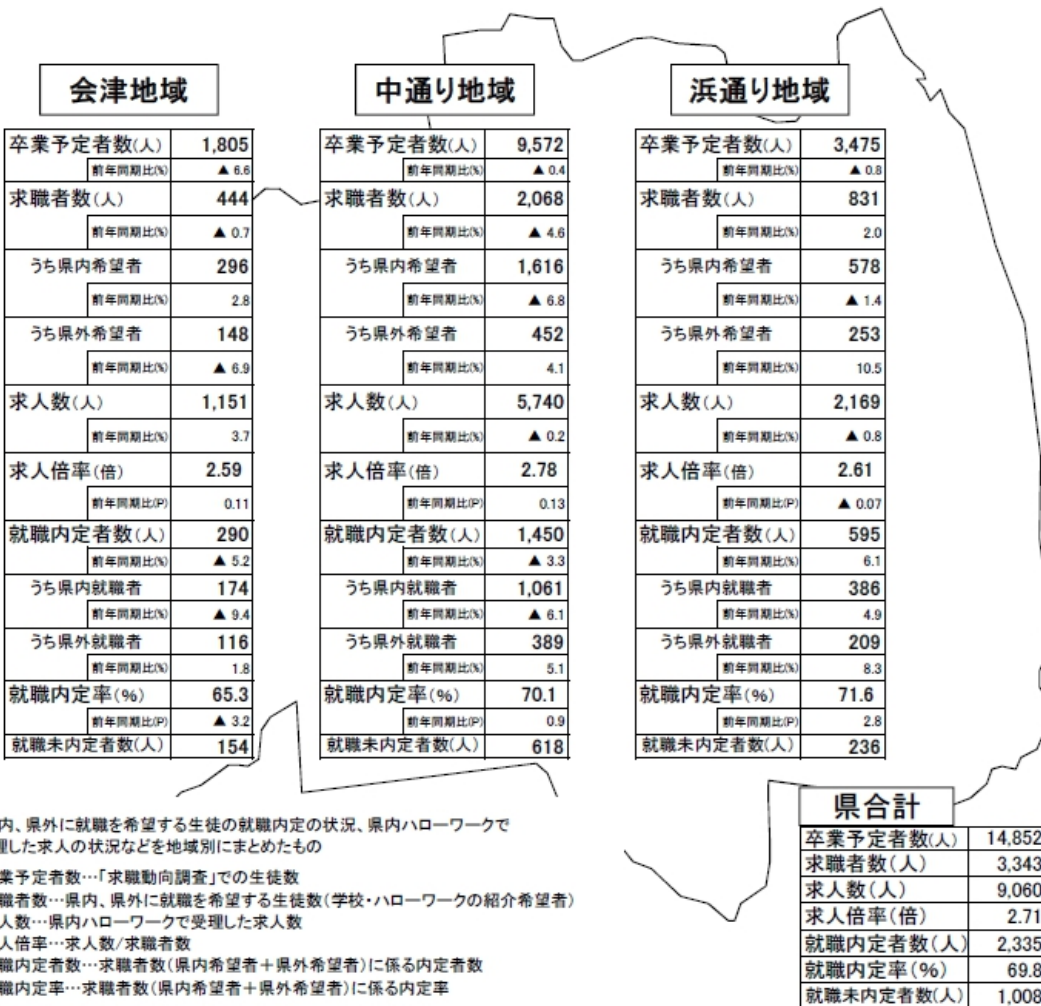 会津地域
卒業予定者数(人) 1,805
前年同期比(%) ▲ 6.6
求職者数(人) 444
前年同期比(%) ▲ 0.7
うち県内希望者 296
前年同期比(%) 2.8
うち県外希望者 148
前年同期比(%) ▲ 6.9
求人数(人) 1,151
前年同期比(%) 3.7
求人倍率(倍) 2.59
前年同期比(P) 0.11
就職内定者数(人) 290
前年同期比(%) ▲ 5.2
うち県内就職者 174
前年同期比(%) ▲ 9.4
うち県外就職者 116
前年同期比(%) 1.8
就職内定率(%) 65.3
前年同期比(P) ▲ 3.2
就職未内定者数(人) 154
中通り地域
卒業予定者数(人) 9,572
前年同期比(%) ▲ 0.4
求職者数(人) 2,068
前年同期比(%) ▲ 4.6
うち県内希望者 1,616
前年同期比(%) ▲ 6.8
うち県外希望者 452
前年同期比(%) 4.1
求人数(人) 5,740
前年同期比(%) ▲ 0.2
求人倍率(倍) 2.78
前年同期比(P) 0.13
就職内定者数(人) 1,450
前年同期比(%) ▲ 3.3
うち県内就職者 1,061
前年同期比(%) ▲ 6.1
うち県外就職者 389
前年同期比(%) 5.1
就職内定率(%) 70.1
前年同期比(P) 0.9
就職未内定者数(人) 618
浜通り地域
卒業予定者数(人) 3,475
前年同期比(%) ▲ 0.8
求職者数(人) 831
前年同期比(%) 2.0
うち県内希望者 578
前年同期比(%) ▲ 1.4
うち県外希望者 253
前年同期比(%) 10.5
求人数(人) 2,169
前年同期比(%) ▲ 0.8
求人倍率(倍) 2.61
前年同期比(P) ▲ 0.07
就職内定者数(人) 595
前年同期比(%) 6.1
うち県内就職者 386
前年同期比(%) 4.9
うち県外就職者 209
前年同期比(%) 8.3
就職内定率(%) 71.6
前年同期比(P) 2.8
就職未内定者数(人) 236
内、県外に就職を希望する生徒の就職内定の状況、県内ハローワークで
理した求人の状況などを地域別にまとめたもの
業予定者数…「求職動向調査」での生徒数
職者数…県内、県外に就職を希望する生徒数(学校・ハローワークの紹介希望者)
人数…県内ハローワークで受理した求人数
人倍率…求人数/求職者数
職内定者数…求職者数(県内希望者+県外希望者)に係る内定者数
職内定率…求職者数(県内希望者+県外希望者)に係る内定率
県合計
卒業予定者数(人) 14,852
求職者数(人) 3,343
求人数(人) 9,060
求人倍率(倍) 2.71
就職内定者数(人) 2,335
就職内定率(%) 69.8
就職未内定者数(人) 1,008